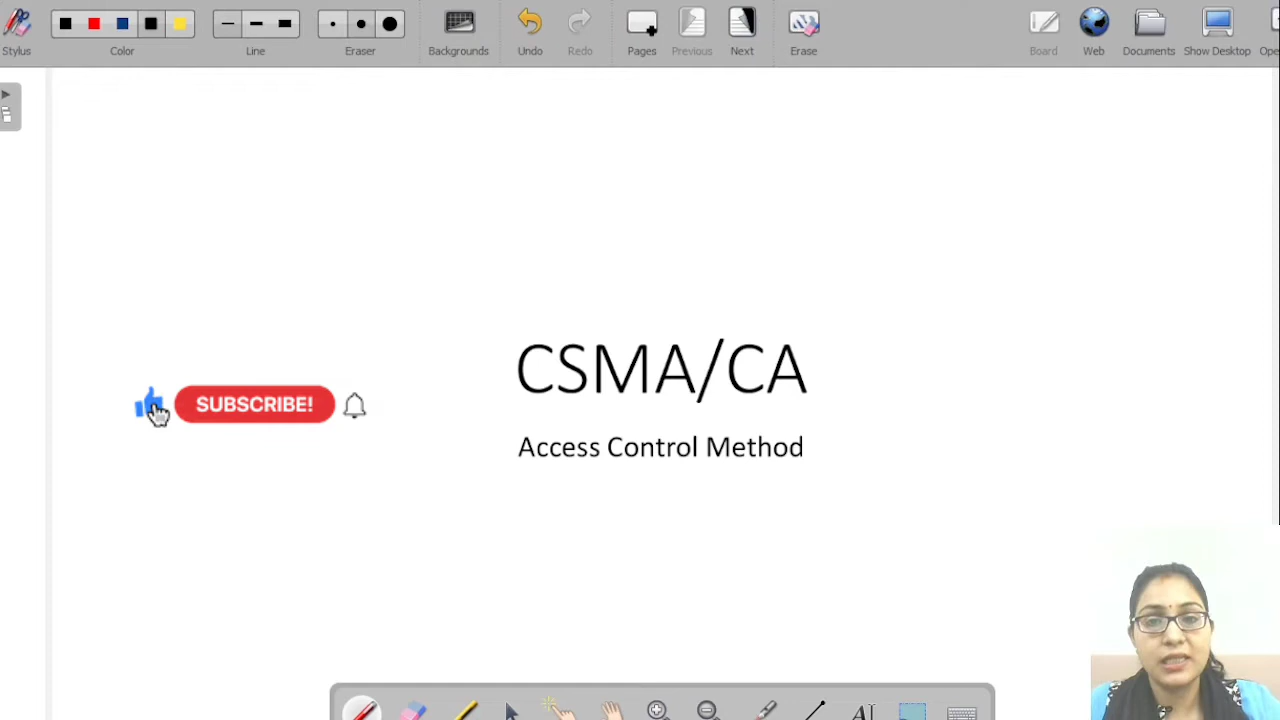 Stylus
Color
Line
Eraser
Backgrounds
Undo
Redo
Pages
Previous
Next
Erase
Board
Web
Documents
Show Desktop
Ope
SUBSCRIBE!
CSMA/CA
Access Control Method